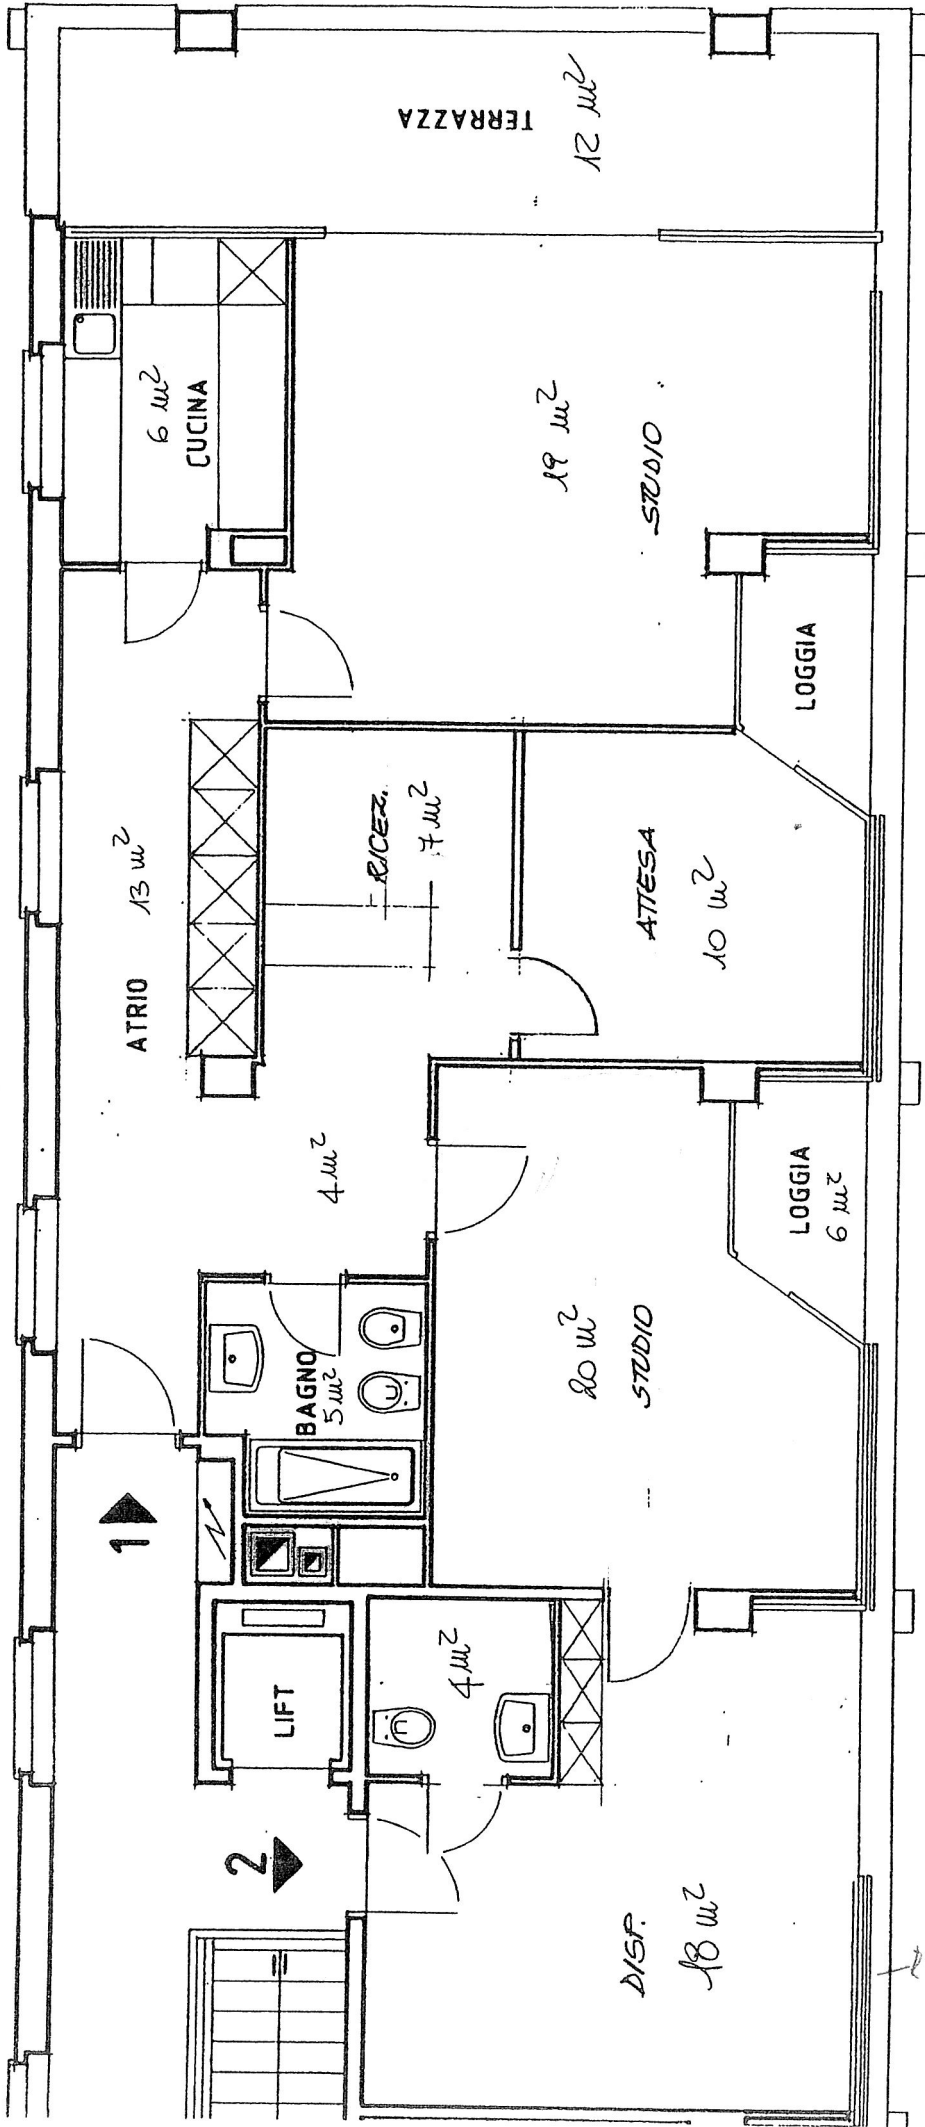 TERRAZZA
12 m²
6 m²
CUCINA
19 m²
STUDIO
LOGGIA
ATRIO
13 m²
RICEZ.
7 m²
ATTESA
10 m²
4 m²
LOGGIA
6 m²
BAGNO
5 m²
20 m²
STUDIO
1
LIFT
4 m²
2
DISP.
18 m²